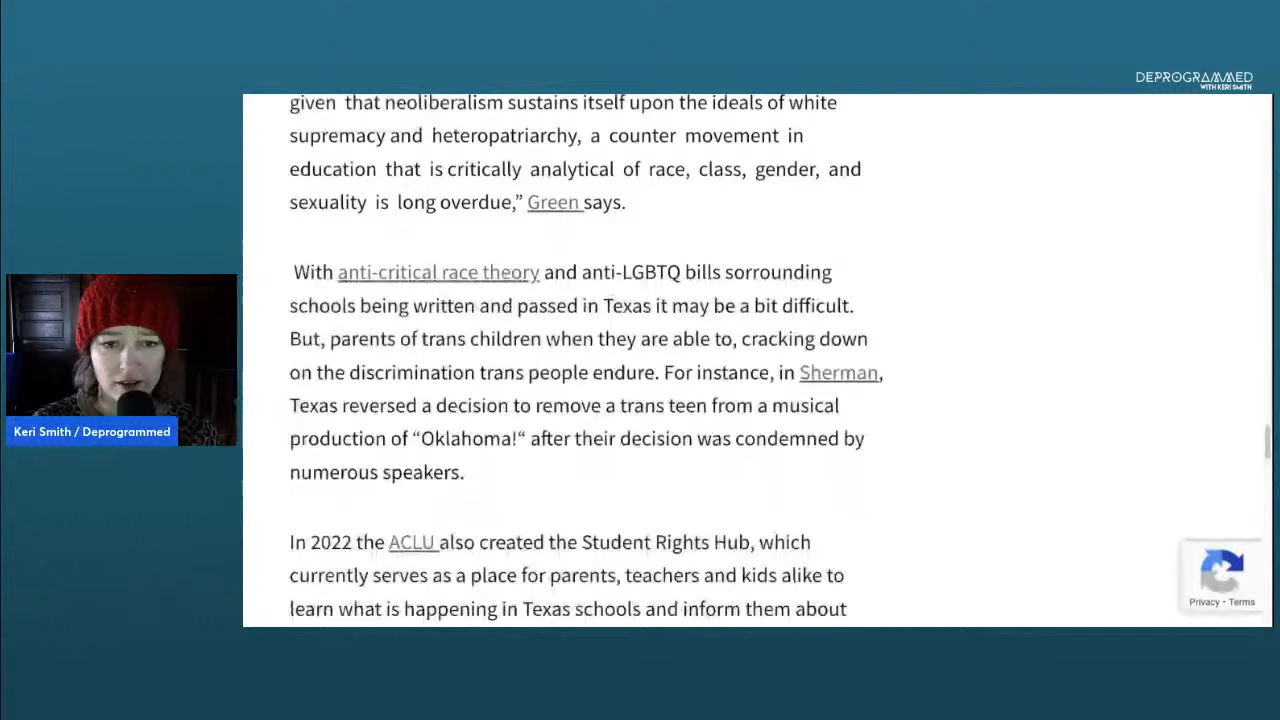 DEPROGRAMMED
WITH KERI SMITH
given that neoliberalism sustains itself upon the ideals of white
supremacy and heteropatriarchy, a counter movement in
education that is critically analytical of race, class, gender, and
sexuality is long overdue,” Green says.
With anti-critical race theory and anti-LGBTQ bills sorrounding
schools being written and passed in Texas it may be a bit difficult.
But, parents of trans children when they are able to, cracking down
on the discrimination trans people endure. For instance, in Sherman,
Texas reversed a decision to remove a trans teen from a musical
production of “Oklahoma!“ after their decision was condemned by
numerous speakers.
In 2022 the ACLU also created the Student Rights Hub, which
currently serves as a place for parents, teachers and kids alike to
learn what is happening in Texas schools and inform them about
Keri Smith / Deprogrammed
Privacy - Terms